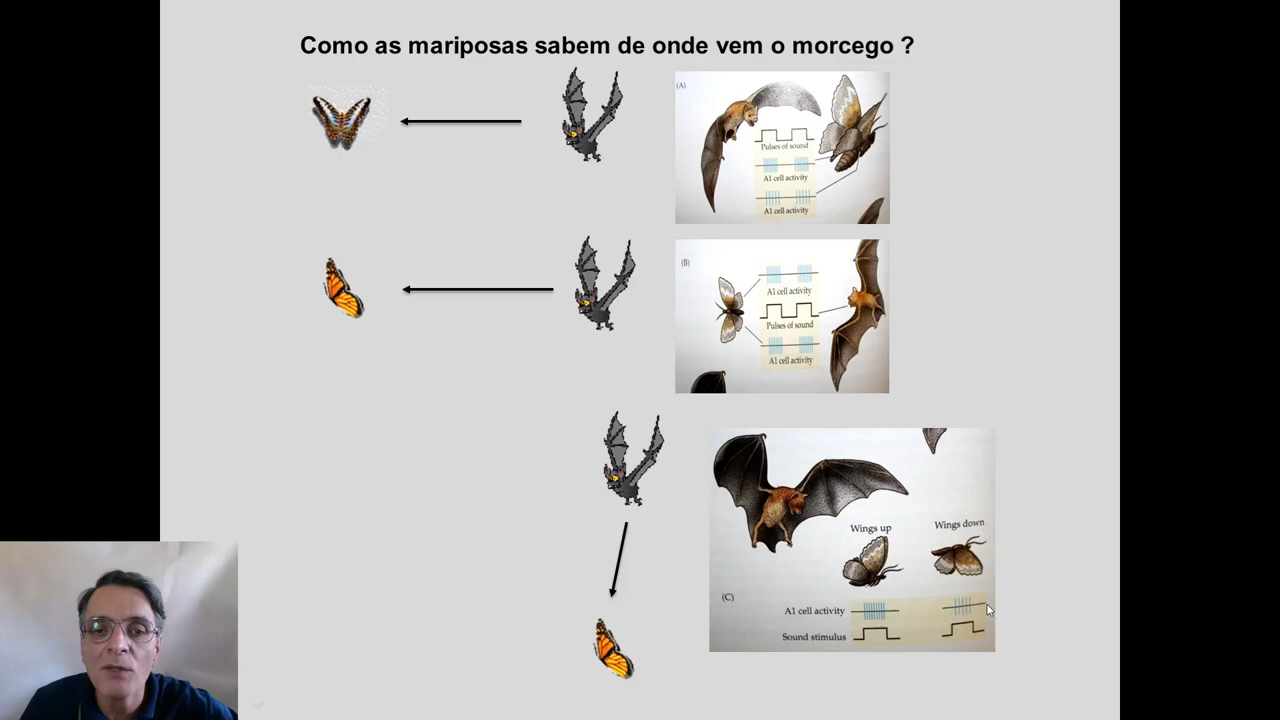 Como as mariposas sabem de onde vem o morcego ?
(A)
Pulses of sound
A1 cell activity
A1 cell activity
(B)
A1 cell activity
Pulses of sound
A1 cell activity
Wings up
Wings down
(C)
A1 cell activity
Sound stimulus